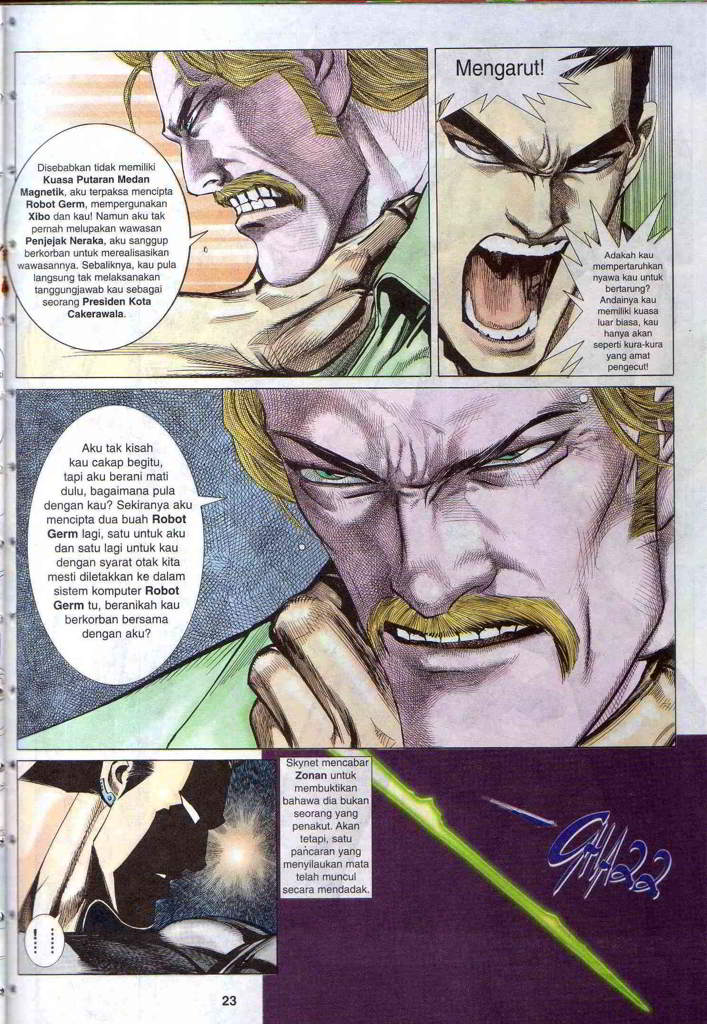 Disebabkan tidak memiliki
Kuasa Putaran Medan
Magnetik, aku terpaksa mencipta
Robot Germ, mempergunakan
Xibo dan kau! Namun aku tak
pernah melupakan wawasan
Penjejak Neraka, aku sanggup
berkorban untuk merealisasikan
wawasannya. Sebaliknya, kau pula
langsung tak melaksanakan
tanggungjawab kau sebagai
seorang Presiden Kota
Cakerawala.
Mengarut!
Adakah kau
mempertaruhkan
nyawa kau untuk
bertarung?
Andainya kau
memiliki kuasa
luar biasa, kau
hanya akan
seperti kura-kura
yang amat
pengecut!
Aku tak kisah
kau cakap begitu,
tapi aku berani mati
dulu, bagaimana pula
dengan kau? Sekiranya aku
mencipta dua buah Robot
Germ lagi, satu untuk aku
dan satu lagi untuk kau
dengan syarat otak kita
mesti diletakkan ke dalam
sistem komputer Robot
Germ tu, beranikah kau
berkorban bersama
dengan aku?
Skynet mencabar
Zonan untuk
membuktikan
bahawa dia bukan
seorang yang
penakut. Akan
tetapi, satu
pancaran yang
menyilaukan mata
telah muncul
secara mendadak.
...!
...!
23